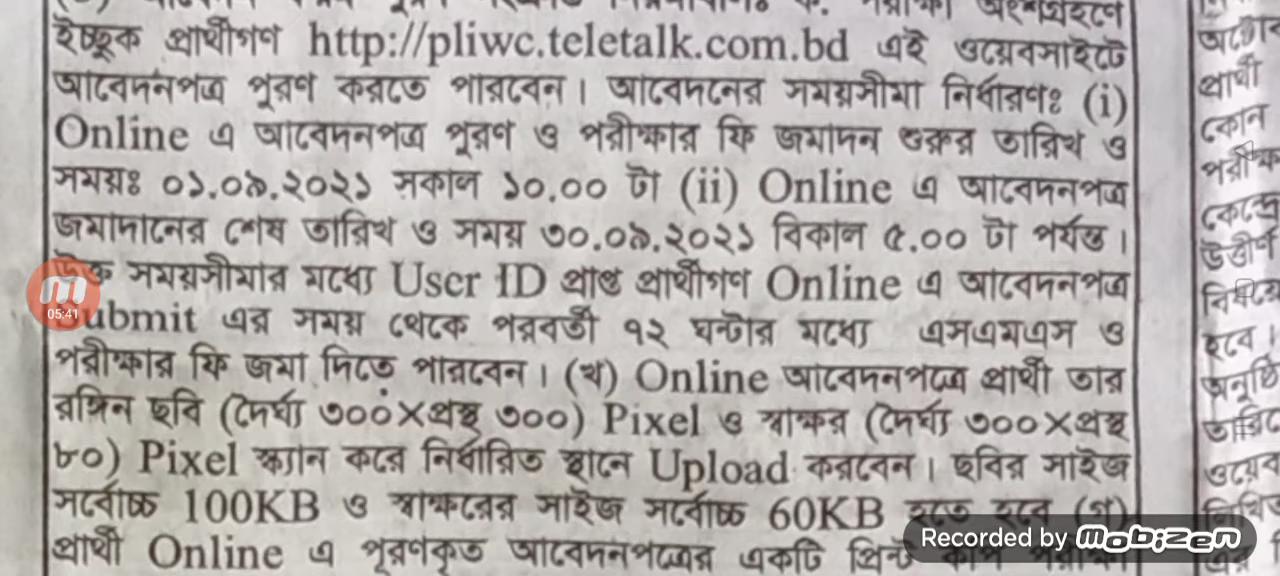 ইচ্ছুক প্রার্থীগণ http://pliwc.teletalk.com.bd এই ওয়েবসাইটে
আবেদনপত্র পূরণ করতে পারবেন। আবেদনের সময়সীমা নির্ধারণঃ (i)
Online এ আবেদনপত্র পূরণ ও পরীক্ষার ফি জমাদন শুরুর তারিখ ও
সময়ঃ ০১.০৯.২০২১ সকাল ১০.০০ টা (ii) Online এ আবেদনপত্র
জমাদানের শেষ তারিখ ও সময় ৩০.০৯.২০২১ বিকাল ৫.০০ টা পর্যন্ত।
উক্ত সময়সীমার মধ্যে User ID প্রাপ্ত প্রার্থীগণ Online এ আবেদনপত্র
Submit এর সময় থেকে পরবর্তী ৭২ ঘন্টার মধ্যে এসএমএস ও
পরীক্ষার ফি জমা দিতে পারবেন। (খ) Online আবেদনপত্রে প্রার্থী তার
রঙ্গিন ছবি (দৈর্ঘ্য ৩০০×প্রস্থ ৩০০) Pixel ও স্বাক্ষর (দৈর্ঘ্য ৩০০×প্রস্থ
৮০) Pixel স্ক্যান করে নির্ধারিত স্থানে Upload করবেন। ছবির সাইজ
সর্বোচ্চ 100KB ও স্বাক্ষরের সাইজ সর্বোচ্চ 60KB হতে হবে (গ)
প্রার্থী Online এ পূরণকৃত আবেদনপত্রের একটি প্রিন্ট
05:41
Recorded by mobizen
প্রার্থী
কোন
কেন্দ্রে
হবে।